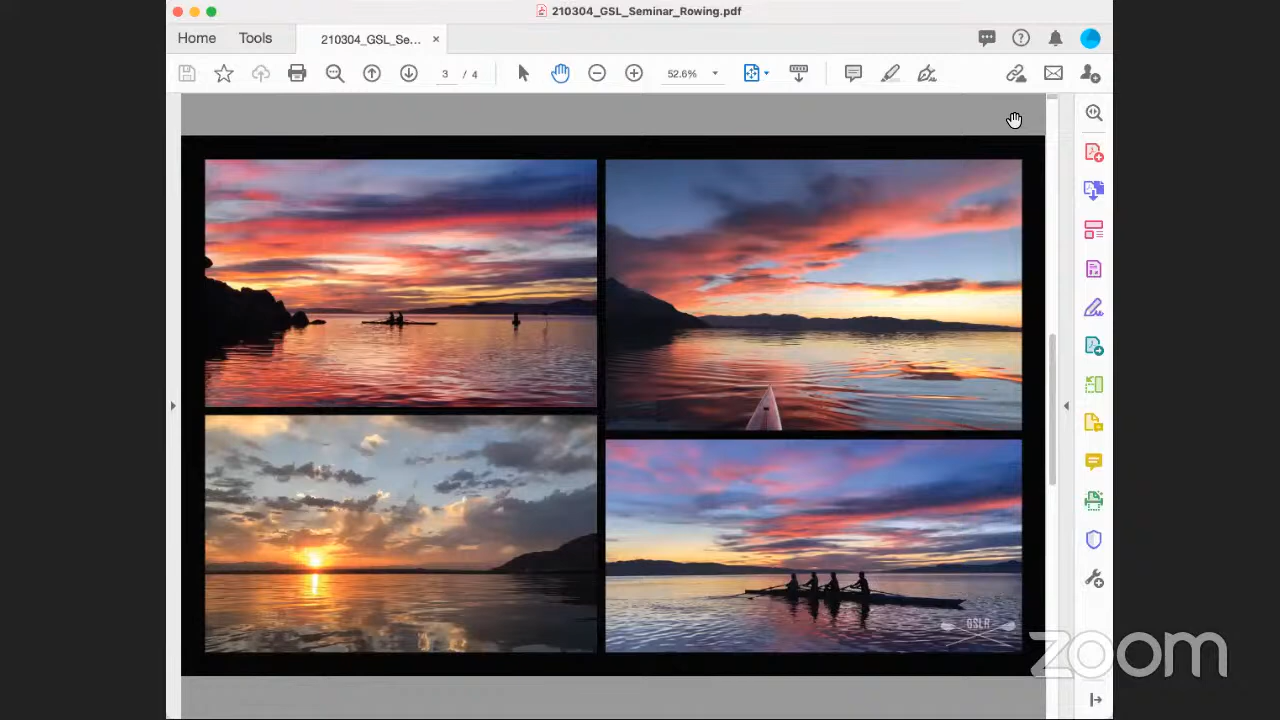 210304_GSL_Seminar_Rowing.pdf
Home
Tools
210304_GSL_Se...
3 / 4
52.6%
GSLR
zoom